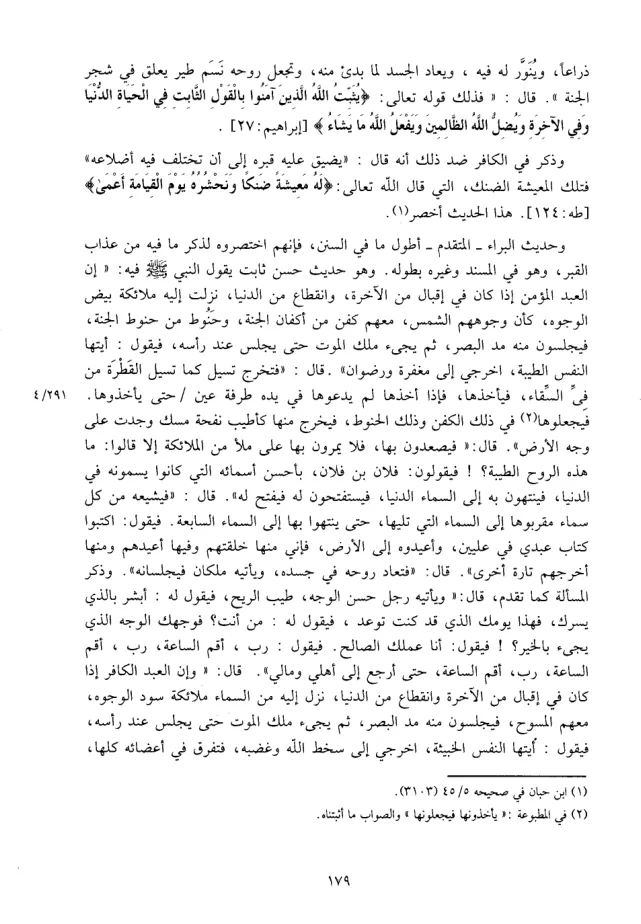 ذراعاً، ويُنَوَّر له فيه ، ويعاد الجسد لما بدئ منه، وتجعل روحه نَسَم طير يعلق في شجر
الجنة ». قال : « فذلك قوله تعالى: ﴿يُثَبِّتُ اللَّهُ الَّذِينَ آمَنُوا بِالْقَوْلِ الثَّابِتِ فِي الْحَيَاةِ الدُّنْيَا
وَفِي الآخِرَةِ وَيُضِلُّ اللَّهُ الظَّالِمِينَ وَيَفْعَلُ اللَّهُ مَا يَشَاءُ ﴾ [إبراهيم:٢٧] .
وذكر في الكافر ضد ذلك أنه قال : «يضيق عليه قبره إلى أن تختلف فيه أضلاعه»
فتلك المعيشة الضنك، التي قال الله تعالى: ﴿لَهُ مَعِيشَةً ضَنكًا وَنَحْشُرُهُ يَوْمَ الْقِيَامَةِ أَعْمَىٰ﴾
[طه:١٢٤]. هذا الحديث أخصر(١).
وحديث البراء ـ المتقدم ـ أطول ما في السنن، فإنهم اختصروه لذكر ما فيه من عذاب
القبر، وهو في المسند وغيره بطوله. وهو حديث حسن ثابت يقول النبي ﷺ فيه: « إن
العبد المؤمن إذا كان في إقبال من الآخرة، وانقطاع من الدنيا، نزلت إليه ملائكة بيض
الوجوه، كأن وجوههم الشمس، معهم كفن من أكفان الجنة، وحَنُوط من حنوط الجنة،
فيجلسون منه مد البصر، ثم يجىء ملك الموت حتى يجلس عند رأسه، فيقول : أيتها
النفس الطيبة، اخرجي إلى مغفرة ورضوان» .قال : «فتخرج تسيل كما تسيل القَطْرة من
فِىِّ السِّقاء، فيأخذها، فإذا أخذها لم يدعوها في يده طرفة عين /حتى يأخذوها. ٤/٢٩١
فيجعلوها(٢) في ذلك الكفن وذلك الحنوط، فيخرج منها كأطيب نفحة مسك وجدت على
وجه الأرض». قال:« فيصعدون بها، فلا يمرون بها على ملأ من الملائكة إلا قالوا: ما
هذه الروح الطيبة؟ ! فيقولون: فلان بن فلان، بأحسن أسمائه التي كانوا يسمونه في
الدنيا، فينتهون به إلى السماء الدنيا، فيستفتحون له فيفتح له». قال : «فيشيعه من كل
سماء مقربوها إلى السماء التي تليها، حتى ينتهوا بها إلى السماء السابعة. فيقول: اكتبوا
كتاب عبدي في عليين، وأعيدوه إلى الأرض، فإني منها خلقتهم وفيها أعيدهم ومنها
أخرجهم تارة أخرى». قال: «فتعاد روحه في جسده، ويأتيه ملكان فيجلسانه». وذكر
المسألة كما تقدم، قال:« ويأتيه رجل حسن الوجه، طيب الريح، فيقول له : أبشر بالذي
يسرك، فهذا يومك الذي قد كنت توعد ، فيقول له : من أنت؟ فوجهك الوجه الذي
يجىء بالخير؟ ! فيقول: أنا عملك الصالح. فيقول : رب ، أقم الساعة، رب ، أقم
الساعة، رب، أقم الساعة، حتى أرجع إلى أهلي ومالي». قال: « وإن العبد الكافر إذا
كان في إقبال من الآخرة وانقطاع من الدنيا، نزل إليه من السماء ملائكة سود الوجوه،
معهم المسوح، فيجلسون منه مد البصر، ثم يجىء ملك الموت حتى يجلس عند رأسه،
فيقول : أيتها النفس الخبيثة، اخرجي إلى سخط الله وغضبه، فتفرق في أعضائه كلها،
(١) ابن حبان في صحيحه ٤٥/٥ (٣١٠٣).
(٢) في المطبوعة :« يأخذونها فيجعلونها » والصواب ما أثبتناه.
١٧٩